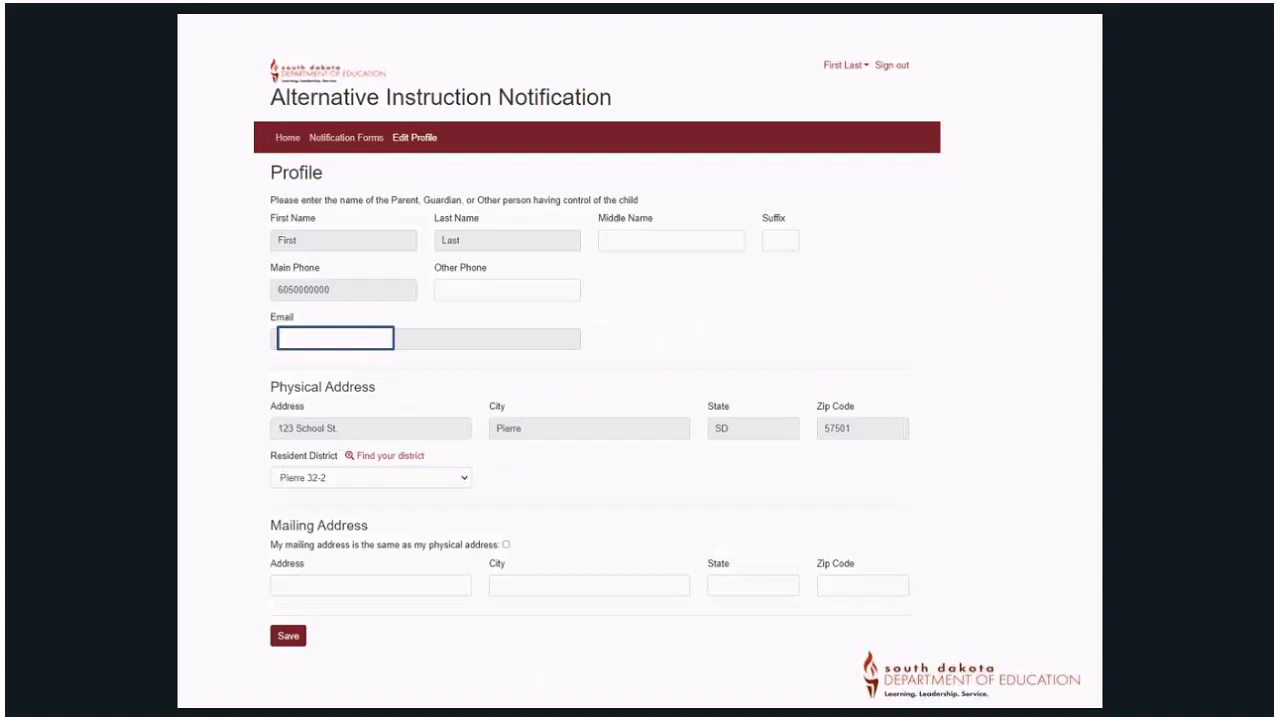 south dakota
DEPARTMENT OF EDUCATION
Learning. Leadership. Service.
First Last Sign out
Alternative Instruction Notification
Home Notification Forms Edit Profile
Profile
Please enter the name of the Parent, Guardian, or Other person having control of the child
First Name Last Name Middle Name Suffix
First Last
Main Phone Other Phone
6050000000
Email
Physical Address
Address City State Zip Code
123 School St. Pierre SD 57501
Resident District Find your district
Pierre 32-2
Mailing Address
My mailing address is the same as my physical address:
Address City State Zip Code
Save
south dakota
DEPARTMENT OF EDUCATION
Learning. Leadership. Service.